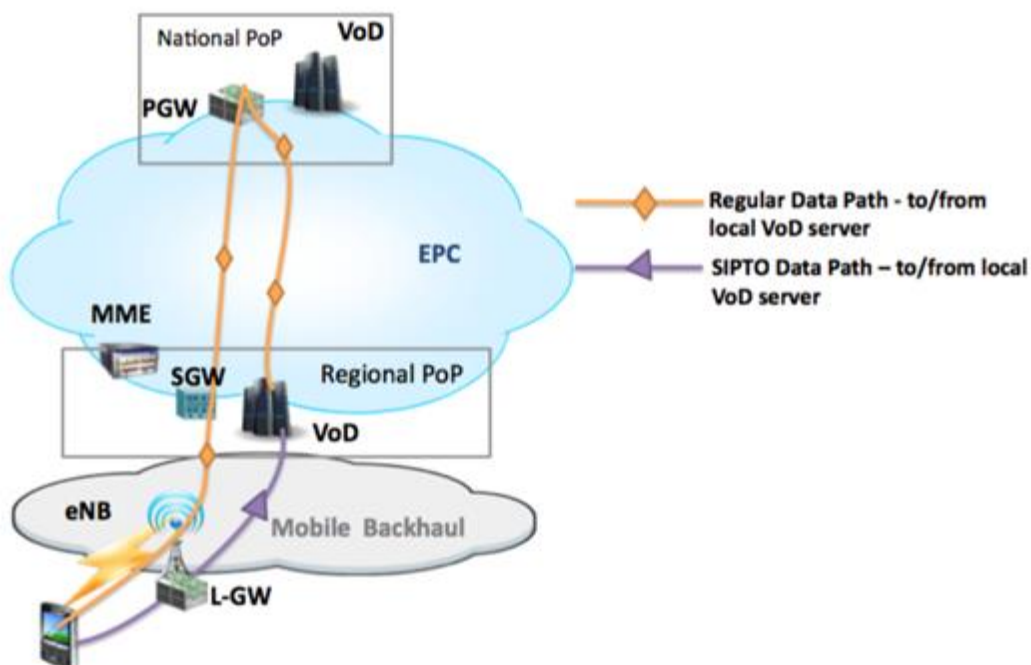 National PoP
VoD
PGW
EPC
Regular Data Path - to/from
local VoD server
SIPTO Data Path – to/from local
VoD server
MME
SGW
Regional PoP
VoD
eNB
Mobile Backhaul
L-GW